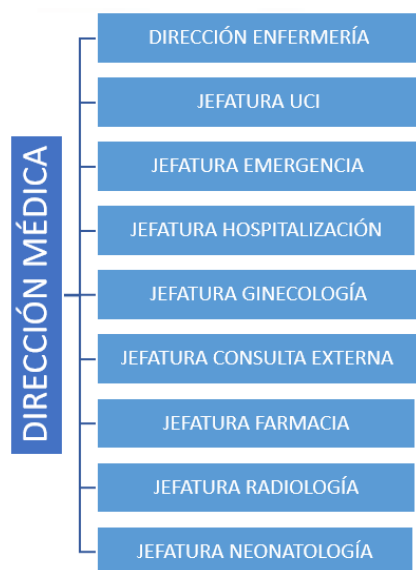 DIRECCIÓN MÉDICA
DIRECCIÓN ENFERMERÍA
JEFATURA UCI
JEFATURA EMERGENCIA
JEFATURA HOSPITALIZACIÓN
JEFATURA GINECOLOGÍA
JEFATURA CONSULTA EXTERNA
JEFATURA FARMACIA
JEFATURA RADIOLOGÍA
JEFATURA NEONATOLOGÍA